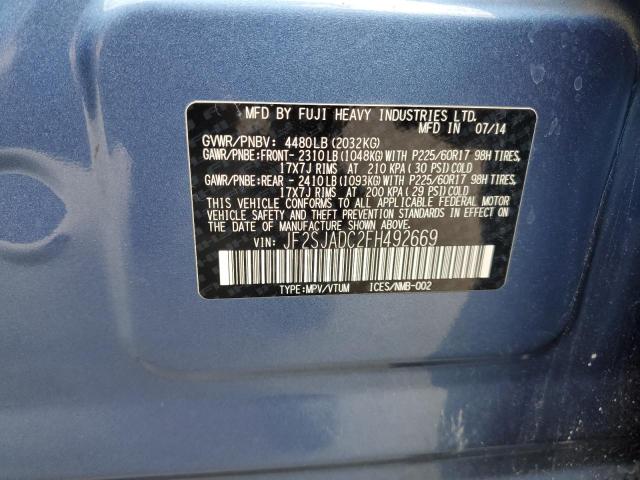 MFD BY FUJI HEAVY INDUSTRIES LTD.
MFD IN 07/14
GVWR/PNBV: 4480LB (2032KG)
GAWR/PNBE:FRONT- 2310LB (1048KG)WITH P225/60R17 98H TIRES,
17X7J RIMS AT 210 KPA (30 PSI)COLD
GAWR/PNBE:REAR - 2410LB (1093KG)WITH P225/60R17 98H TIRES,
17X7J RIMS AT 200 KPA (29 PSI)COLD
THIS VEHICLE CONFORMS TO ALL APPLICABLE FEDERAL MOTOR
VEHICLE SAFETY AND THEFT PREVENTION STANDARDS IN EFFECT ON
THE DATE OF MANUFACTURE SHOWN ABOVE.
VIN: JF2SJADC2FH492669
TYPE:MPV/VTUM ICES/NMB-002